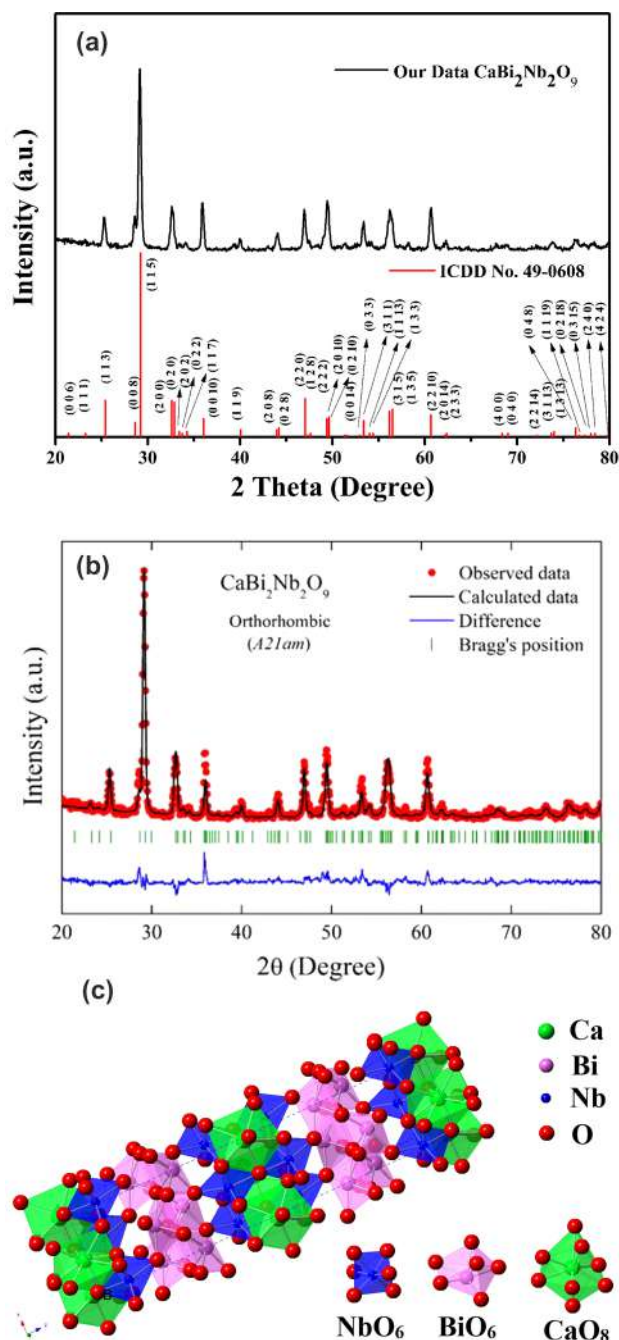 (a)
Our Data CaBi2Nb2O9
ICDD No. 49-0608
Intensity (a.u.)
(0 0 6)
(1 1 1)
(1 1 3)
(0 0 8)
(1 1 5)
(2 0 0)
(0 2 0)
(2 0 2)
(0 2 2)
(1 1 7)
(0 0 10)
(1 1 9)
(2 0 8)
(0 2 8)
(2 2 0)
(1 2 8)
(2 2 2)
(2 0 10)
(0 2 10)
(0 0 14)
(0 3 3)
(3 1 1)
(1 1 13)
(1 3 3)
(3 1 5)
(1 3 5)
(2 2 10)
(2 0 14)
(2 3 3)
(4 0 0)
(0 4 0)
(2 2 14)
(3 1 13)
(1 3 13)
(0 4 8)
(1 1 19)
(0 2 18)
(0 3 15)
(2 4 0)
(4 2 4)
20 30 40 50 60 70 80
2 Theta (Degree)
(b)
CaBi2Nb2O9
Orthorhombic
(A21am)
Observed data
Calculated data
Difference
Bragg's position
Intensity (a.u.)
20 30 40 50 60 70 80
2θ (Degree)
(c)
Ca
Bi
Nb
O
NbO6 BiO6 CaO8